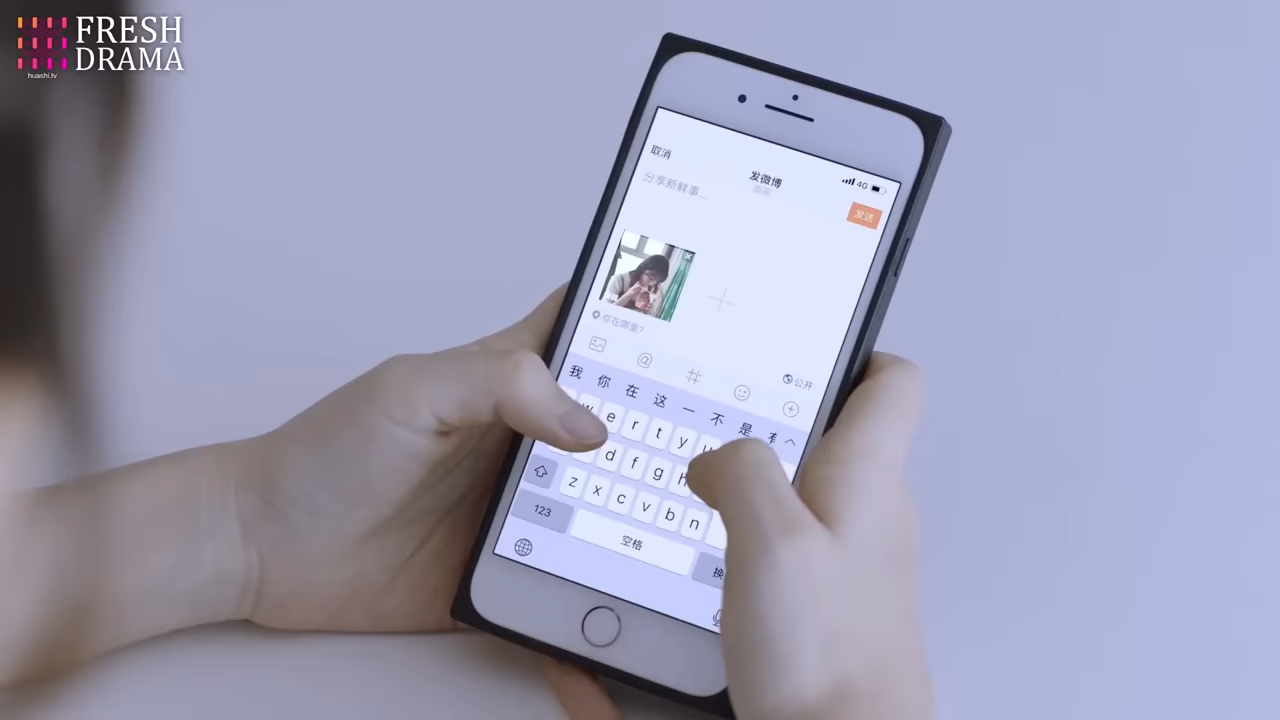 FRESH
DRAMA
huashi.tv
4G
取消
发微博
发送
分享新鲜事...
你在哪里?
公开
我 你 在 这 一 不 是
w e r t y u
d f g h
z x c v b n
123
空格
换